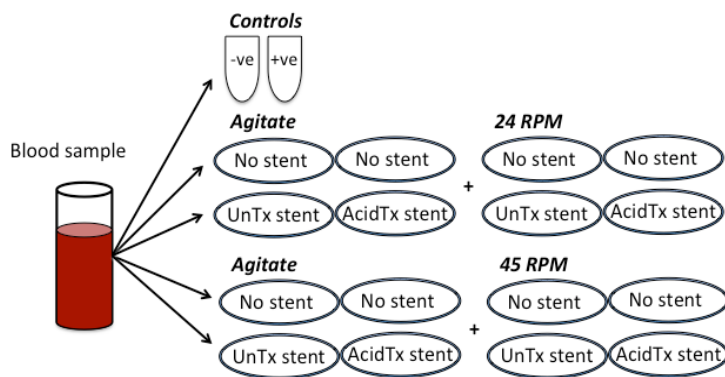 Controls
-ve +ve
Agitate 24 RPM
Blood sample
No stent No stent No stent No stent
+
UnTx stent AcidTx stent UnTx stent AcidTx stent
Agitate 45 RPM
No stent No stent No stent No stent
+
UnTx stent AcidTx stent UnTx stent AcidTx stent